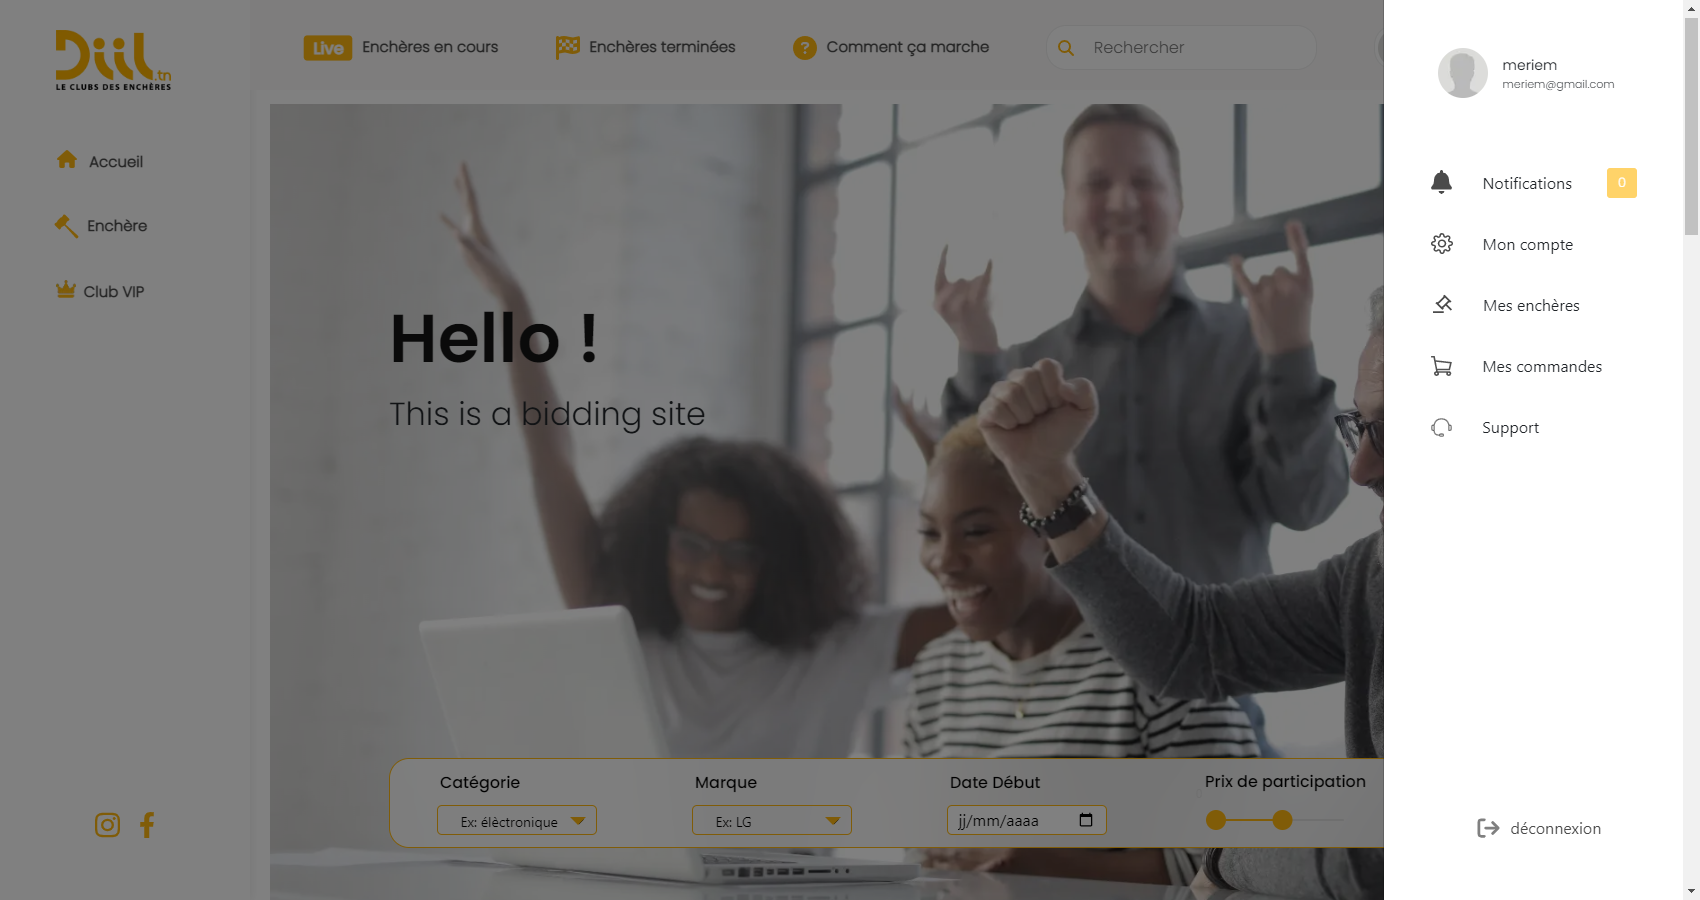 Diil.tn
LE CLUBS DES ENCHÈRES
Accueil
Enchère
Club VIP
Live Enchères en cours
Enchères terminées
? Comment ça marche
Rechercher
Hello !
This is a bidding site
Catégorie
Ex: élèctronique
Marque
Ex: LG
Date Début
jj/mm/aaaa
Prix de participation
meriem
meriem@gmail.com
Notifications 0
Mon compte
Mes enchères
Mes commandes
Support
déconnexion